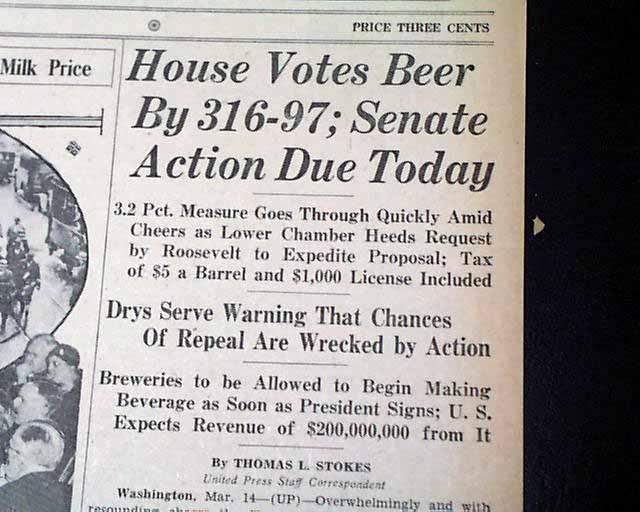 PRICE THREE CENTS
Milk Price
House Votes Beer
By 316-97; Senate
Action Due Today
3.2 Pct. Measure Goes Through Quickly Amid
Cheers as Lower Chamber Heeds Request
by Roosevelt to Expedite Proposal; Tax
of $5 a Barrel and $1,000 License Included
Drys Serve Warning That Chances
Of Repeal Are Wrecked by Action
Breweries to be Allowed to Begin Making
Beverage as Soon as President Signs; U. S.
Expects Revenue of $200,000,000 from It
By THOMAS L. STOKES
United Press Staff Correspondent
Washington, Mar. 14—(UP)—Overwhelmingly and with